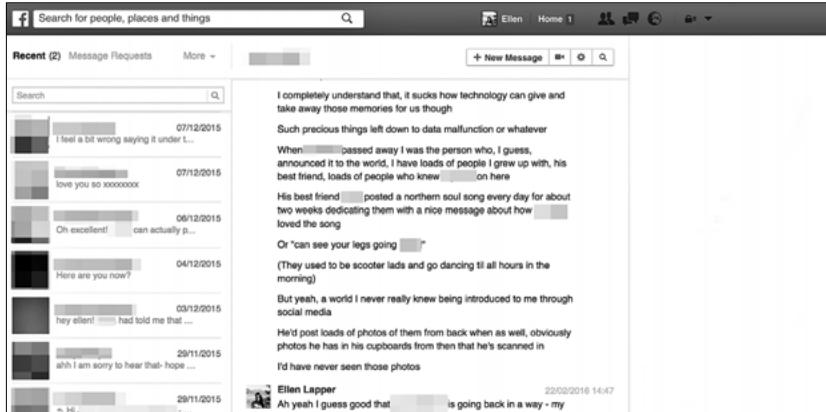 f Search for people, places and things
Ellen Home 1
Recent (2) Message Requests More
+ New Message
Search
07/12/2015
I feel a bit wrong saying it under t...
07/12/2015
love you so xxxxxxxx
06/12/2015
Oh excellent! can actually p...
04/12/2015
Here are you now?
03/12/2015
hey ellen! had told me that ...
29/11/2015
ahh I am sorry to hear that- hope ...
29/11/2015
I completely understand that, it sucks how technology can give and
take away those memories for us though
Such precious things left down to data malfunction or whatever
When passed away I was the person who, I guess,
announced it to the world, I have loads of people I grew up with, his
best friend, loads of people who knew on here
His best friend posted a northern soul song every day for about
two weeks dedicating them with a nice message about how
loved the song
Or "can see your legs going "
(They used to be scooter lads and go dancing til all hours in the
morning)
But yeah, a world I never really knew being introduced to me through
social media
He'd post loads of photos of them from back when as well, obviously
photos he has in his cupboards from then that he's scanned in
I'd have never seen those photos
Ellen Lapper 22/02/2016 14:47
Ah yeah I guess good that is going back in a way - my